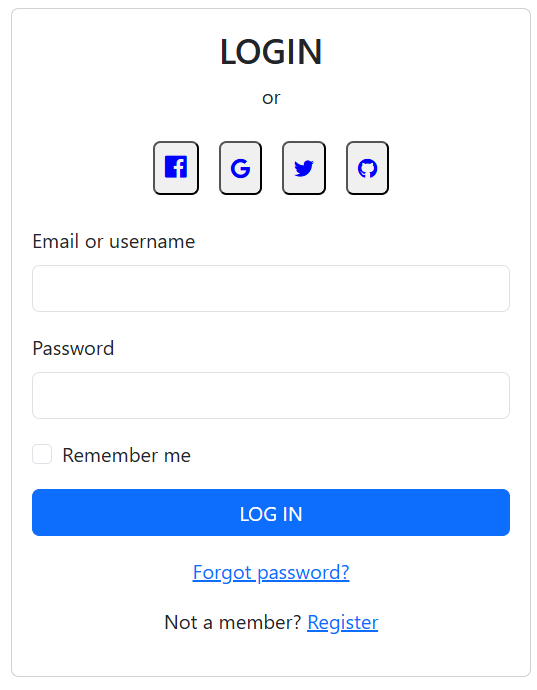 LOGIN
or
Email or username
Password
Remember me
LOG IN
Forgot password?
Not a member? Register